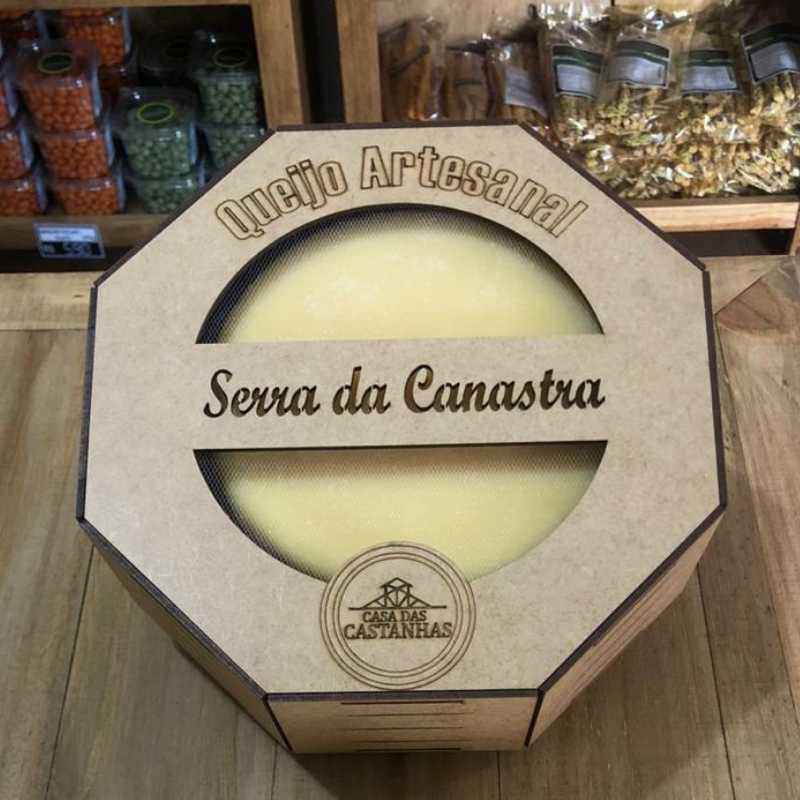 Queijo Artesanal
Serra da Canastra
CASA DAS
CASTANHAS